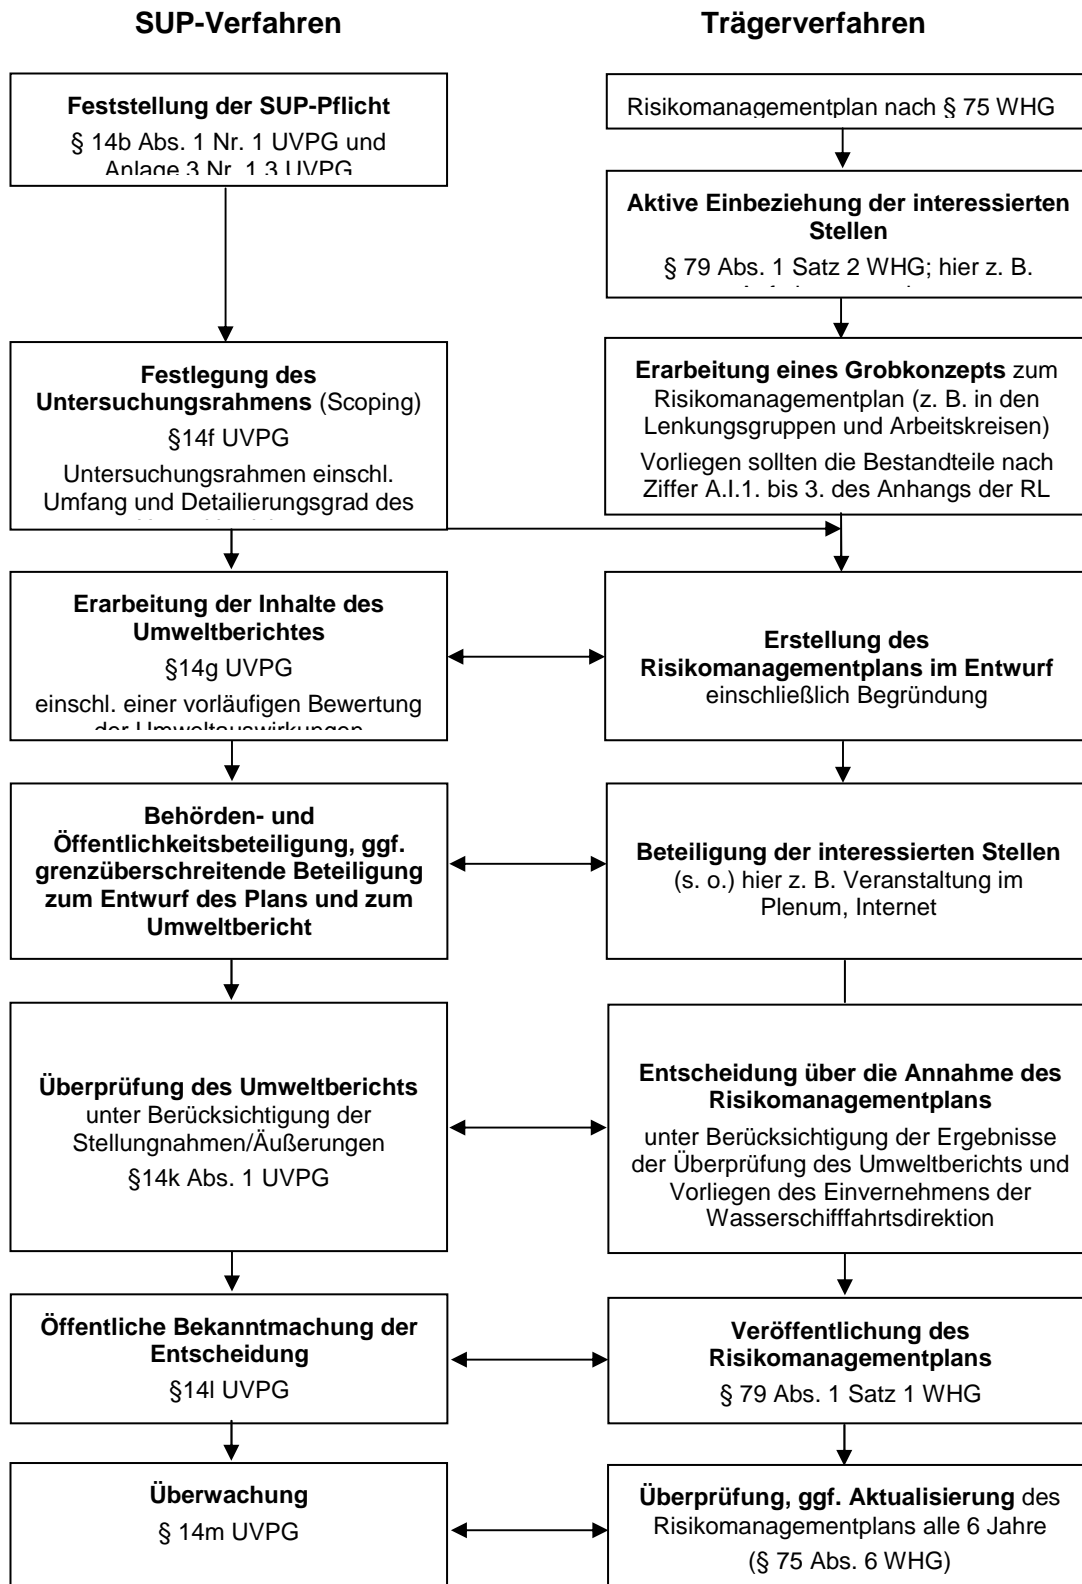 SUP-Verfahren
Feststellung der SUP-Pflicht
§ 14b Abs. 1 Nr. 1 UVPG und
Anlage 3 Nr. 1.3 UVPG
Festlegung des
Untersuchungsrahmens (Scoping)
§14f UVPG
Untersuchungsrahmen einschl.
Umfang und Detailierungsgrad des
Erarbeitung der Inhalte des
Umweltberichtes
§14g UVPG
einschl. einer vorläufigen Bewertung
der Umweltauswirkungen
Behörden- und
Öffentlichkeitsbeteiligung, ggf.
grenzüberschreitende Beteiligung
zum Entwurf des Plans und zum
Umweltbericht
Überprüfung des Umweltberichts
unter Berücksichtigung der
Stellungnahmen/Äußerungen
§14k Abs. 1 UVPG
Öffentliche Bekanntmachung der
Entscheidung
§14l UVPG
Überwachung
§ 14m UVPG
Trägerverfahren
Risikomanagementplan nach § 75 WHG
Aktive Einbeziehung der interessierten
Stellen
§ 79 Abs. 1 Satz 2 WHG; hier z. B.
Erarbeitung eines Grobkonzepts zum
Risikomanagementplan (z. B. in den
Lenkungsgruppen und Arbeitskreisen)
Vorliegen sollten die Bestandteile nach
Ziffer A.I.1. bis 3. des Anhangs der RL
Erstellung des
Risikomanagementplans im Entwurf
einschließlich Begründung
Beteiligung der interessierten Stellen
(s. o.) hier z. B. Veranstaltung im
Plenum, Internet
Entscheidung über die Annahme des
Risikomanagementplans
unter Berücksichtigung der Ergebnisse
der Überprüfung des Umweltberichts und
Vorliegen des Einvernehmens der
Wasserschifffahrtsdirektion
Veröffentlichung des
Risikomanagementplans
§ 79 Abs. 1 Satz 1 WHG
Überprüfung, ggf. Aktualisierung des
Risikomanagementplans alle 6 Jahre
(§ 75 Abs. 6 WHG)